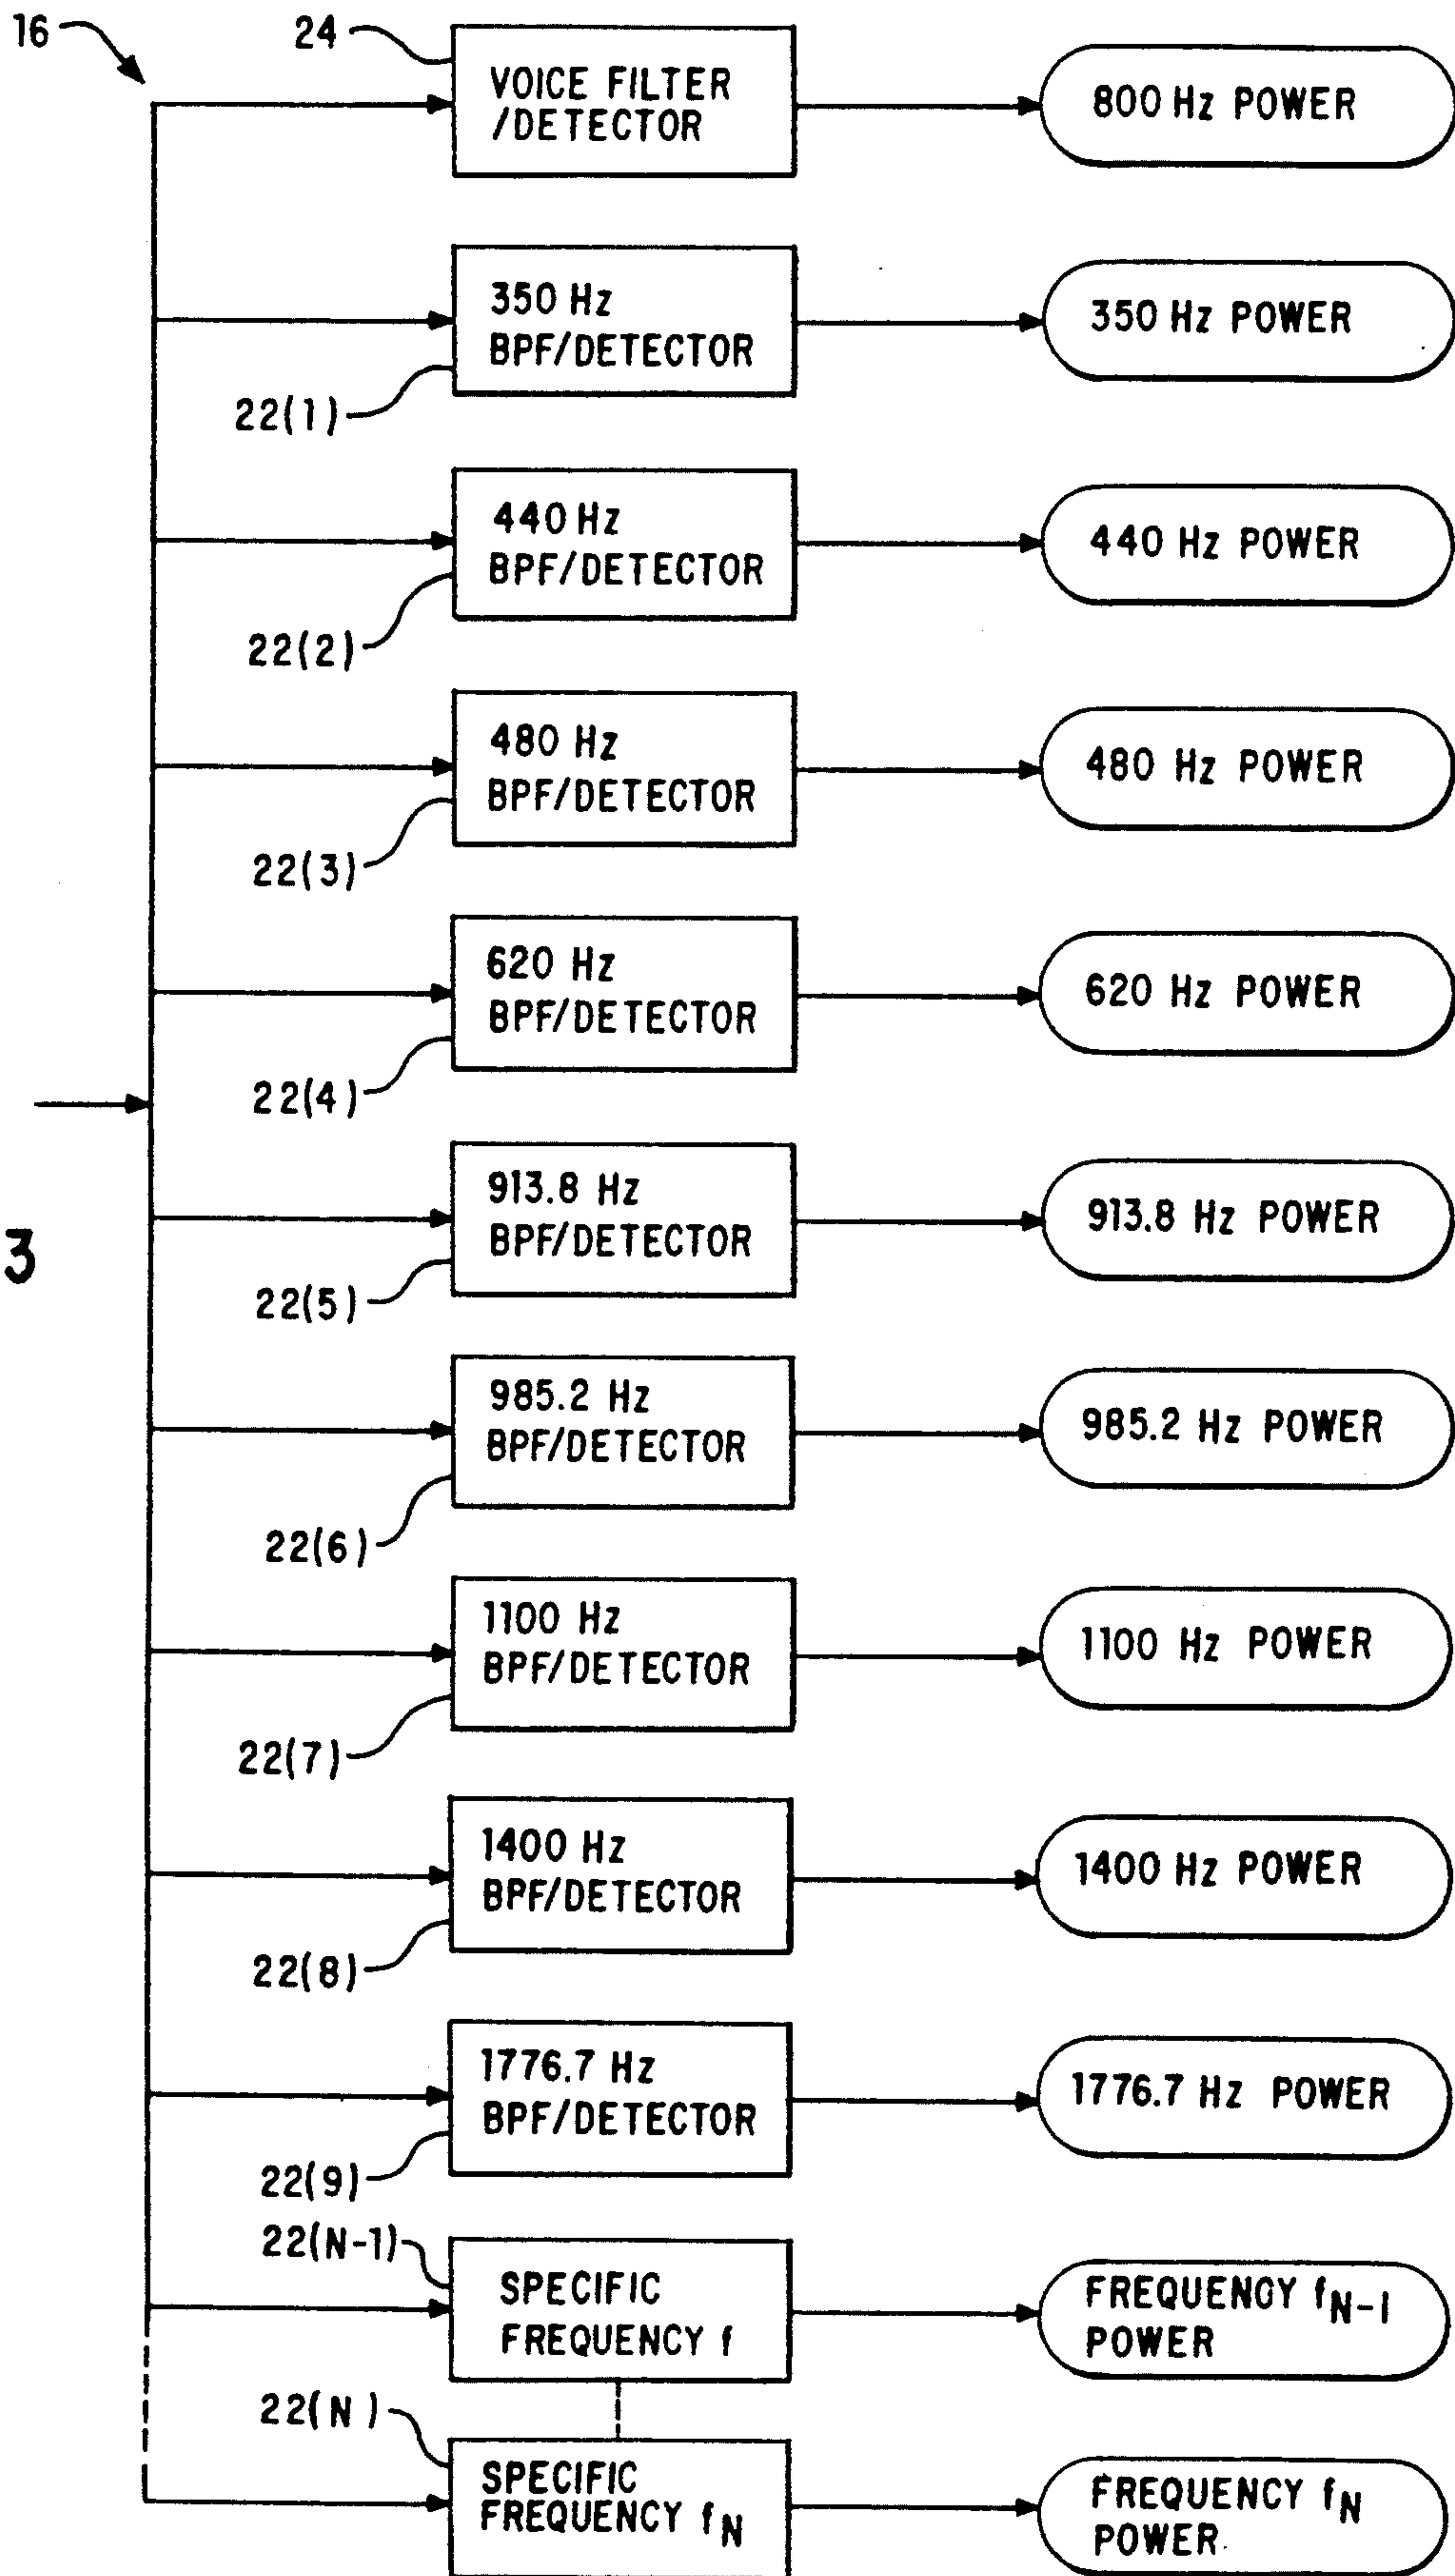 16
24
VOICE FILTER
/DETECTOR
800 Hz POWER
350 Hz
BPF/DETECTOR
350 Hz POWER
22(1)
440 Hz
BPF/DETECTOR
440 Hz POWER
22(2)
480 Hz
BPF/DETECTOR
480 Hz POWER
22(3)
620 Hz
BPF/DETECTOR
620 Hz POWER
22(4)
913.8 Hz
BPF/DETECTOR
913.8 Hz POWER
3
22(5)
985.2 Hz
BPF/DETECTOR
985.2 Hz POWER
22(6)
1100 Hz
BPF/DETECTOR
1100 Hz POWER
22(7)
1400 Hz
BPF/DETECTOR
1400 Hz POWER
22(8)
1776.7 Hz
BPF/DETECTOR
1776.7 Hz POWER
22(9)
22(N-1)
SPECIFIC
FREQUENCY f
FREQUENCY fN-1
POWER
22(N)
SPECIFIC
FREQUENCY fN
FREQUENCY fN
POWER